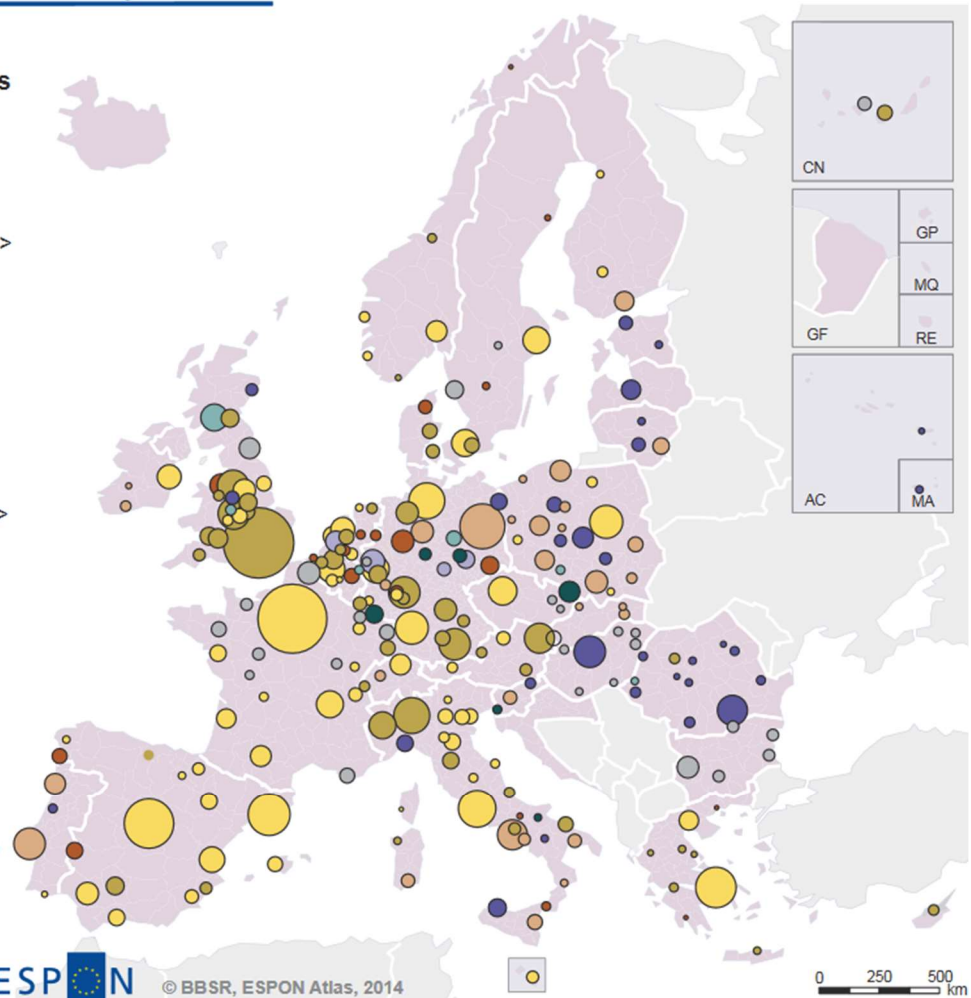 s
>
>
CN
GP
MQ
GF
RE
AC
MA
ESPON
© BBSR, ESPON Atlas, 2014
0 250 500
km